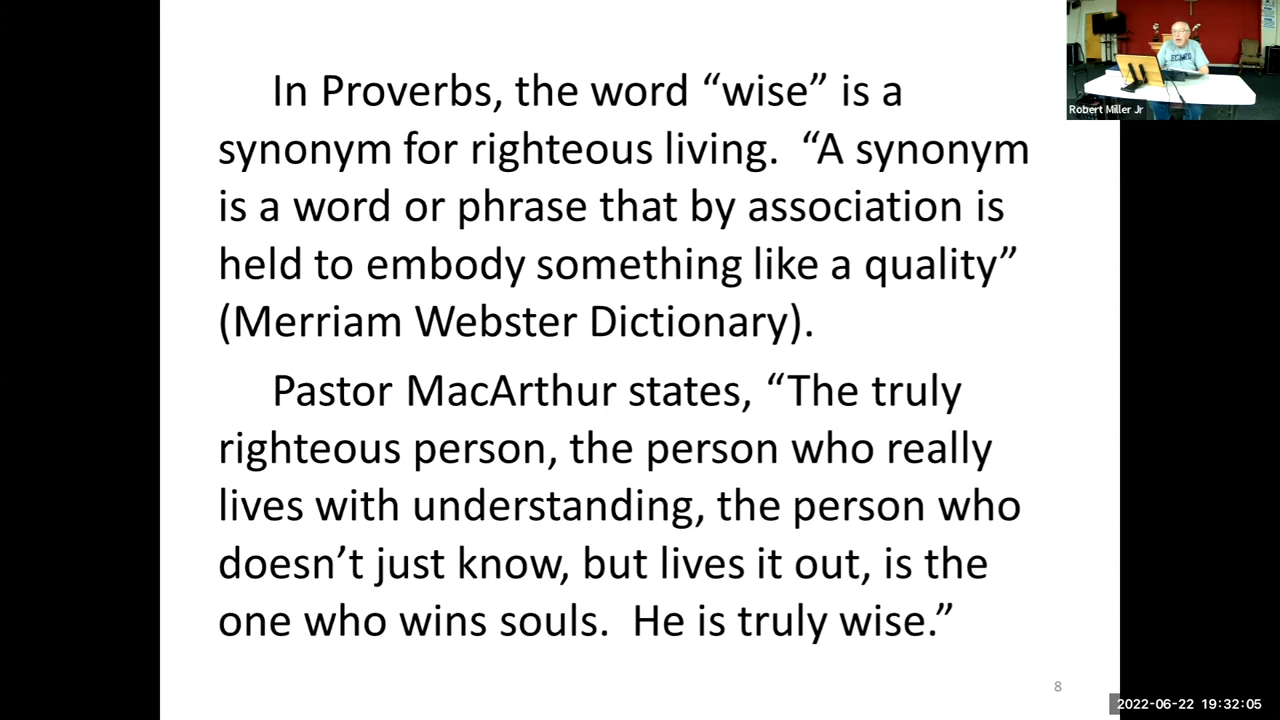 In Proverbs, the word “wise” is a
synonym for righteous living.  “A synonym
is a word or phrase that by association is
held to embody something like a quality”
(Merriam Webster Dictionary).
Pastor MacArthur states, “The truly
righteous person, the person who really
lives with understanding, the person who
doesn’t just know, but lives it out, is the
one who wins souls.  He is truly wise.”
8
Robert Miller Jr
2022-06-22 19:32:05